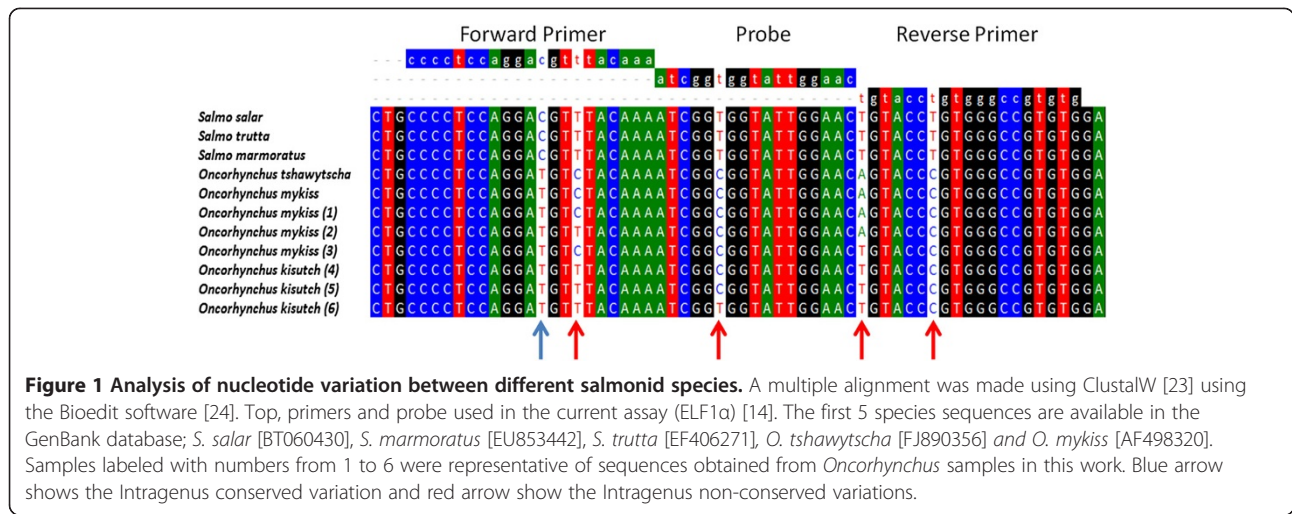 Forward Primer Probe Reverse Primer
---cccctccaggacgtttacaaa
------------------------atcggtggtattggaac
-----------------------------------------tgtacctgtgggccgtgtg
Salmo salar CTGCCCCTCCAGGACGTTTACAAAATCGGTGGTATTGGAACTGTACCTGTGGGCCGTGTGGA
Salmo trutta CTGCCCCTCCAGGACGTTTACAAAATCGGTGGTATTGGAACTGTACCTGTGGGCCGTGTGGA
Salmo marmoratus CTGCCCCTCCAGGACGTTTACAAAATCGGTGGTATTGGAACTGTACCTGTGGGCCGTGTGGA
Oncorhynchus tshawytscha CTGCCCCTCCAGGATGTCTACAAAATCGGCGGTATTGGAACAGTACCCGTGGGCCGTGTGGA
Oncorhynchus mykiss CTGCCCCTCCAGGATGTCTACAAAATCGGCGGTATTGGAACAGTACCCGTGGGCCGTGTGGA
Oncorhynchus mykiss (1) CTGCCCCTCCAGGATGTCTACAAAATCGGCGGTATTGGAACAGTACCCGTGGGCCGTGTGGA
Oncorhynchus mykiss (2) CTGCCCCTCCAGGATGTTTACAAAATCGGCGGTATTGGAACAGTACCCGTGGGCCGTGTGGA
Oncorhynchus mykiss (3) CTGCCCCTCCAGGATGTCTACAAAATCGGCGGTATTGGAACTGTACCCGTGGGCCGTGTGGA
Oncorhynchus kisutch (4) CTGCCCCTCCAGGATGTTTACAAAATCGGCGGTATTGGAACTGTACCCGTGGGCCGTGTGGA
Oncorhynchus kisutch (5) CTGCCCCTCCAGGATGTTTACAAAATCGGCGGTATTGGAACTGTACCCGTGGGCCGTGTGGA
Oncorhynchus kisutch (6) CTGCCCCTCCAGGATGTTTACAAAATCGGTGGTATTGGAACTGTACCCGTGGGCCGTGTGGA
Figure 1 Analysis of nucleotide variation between different salmonid species. A multiple alignment was made using ClustalW [23] using
the Bioedit software [24]. Top, primers and probe used in the current assay (ELF1α) [14]. The first 5 species sequences are available in the
GenBank database; S. salar [BT060430], S. marmoratus [EU853442], S. trutta [EF406271], O. tshawytscha [FJ890356] and O. mykiss [AF498320].
Samples labeled with numbers from 1 to 6 were representative of sequences obtained from Oncorhynchus samples in this work. Blue arrow
shows the Intragenus conserved variation and red arrow show the Intragenus non-conserved variations.